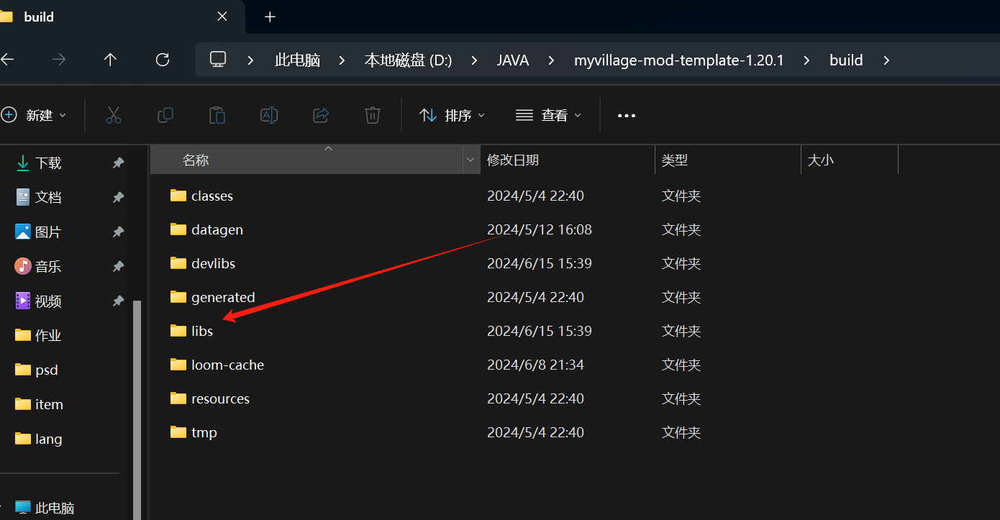 build
此电脑 本地磁盘 (D:) JAVA myvillage-mod-template-1.20.1 build
新建 排序 查看
名称 修改日期 类型 大小
下载
文档
图片
音乐
视频
作业
psd
item
lang
此电脑
classes 2024/5/4 22:40 文件夹
datagen 2024/5/12 16:08 文件夹
devlibs 2024/6/15 15:39 文件夹
generated 2024/5/4 22:40 文件夹
libs 2024/6/15 15:39 文件夹
loom-cache 2024/6/8 21:34 文件夹
resources 2024/5/4 22:40 文件夹
tmp 2024/5/4 22:40 文件夹